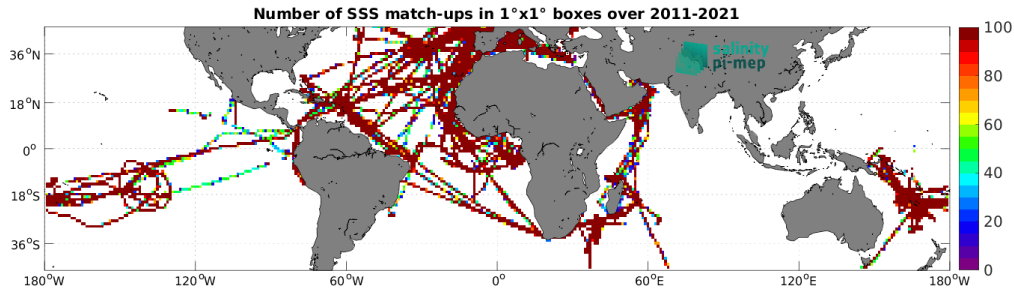 Number of SSS match-ups in 1°x1° boxes over 2011-2021
salinity
pi-mep
36°N
18°N
0°
18°S
36°S
180°W
120°W
60°W
0°
60°E
120°E
180°W
100
80
60
40
20
0